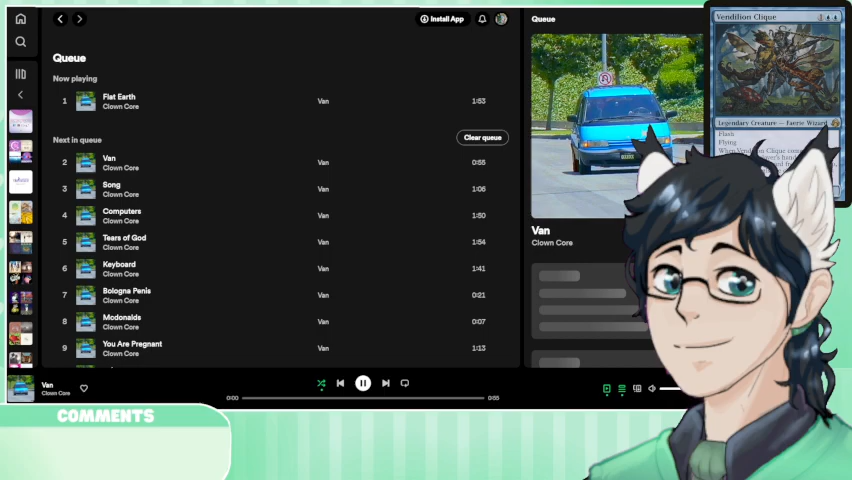 Install App
Queue
Queue
Now playing
1 Flat Earth Van 1:53
Clown Core
Next in queue
Clear queue
2 Van Van 0:55
Clown Core
3 Song Van 1:06
Clown Core
4 Computers Van 1:50
Clown Core
5 Tears of God Van 1:54
Clown Core
6 Keyboard Van 1:41
Clown Core
7 Bologna Penis Van 0:21
Clown Core
8 Mcdonalds Van 0:07
Clown Core
9 You Are Pregnant Van 1:13
Clown Core
Van
Clown Core
Van
Clown Core
0:00 0:55
COMMENTS
Vendilion Clique 1
Legendary Creature — Faerie Wizard
Flash
Flying
When Vendilion Clique